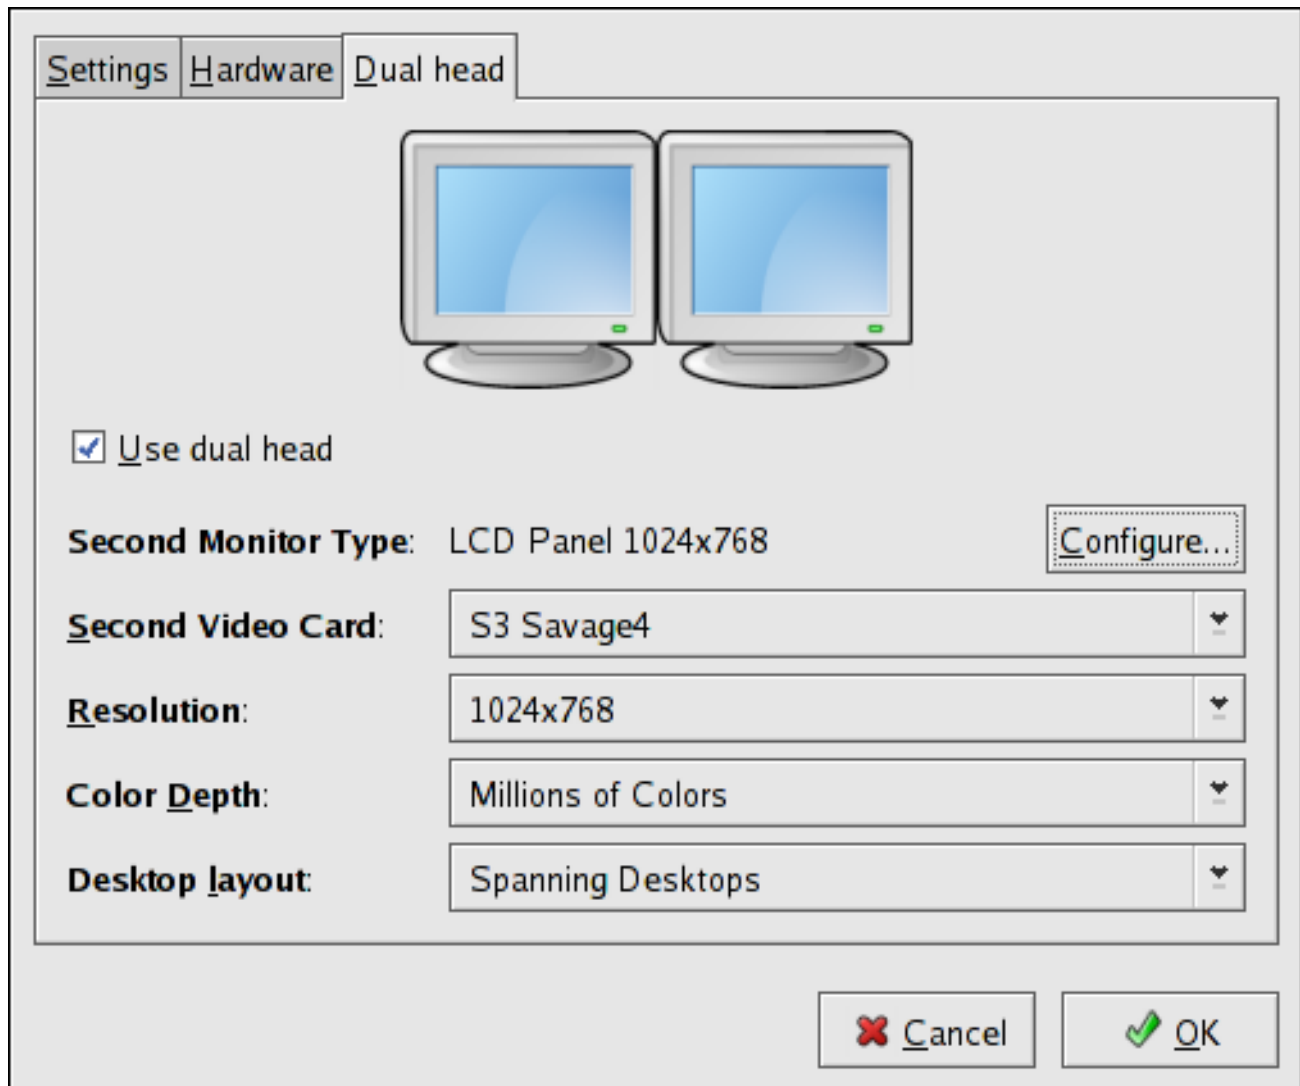 Settings Hardware Dual head
Use dual head
Second Monitor Type: LCD Panel 1024x768 Configure...
Second Video Card: S3 Savage4
Resolution: 1024x768
Color Depth: Millions of Colors
Desktop layout: Spanning Desktops
Cancel OK